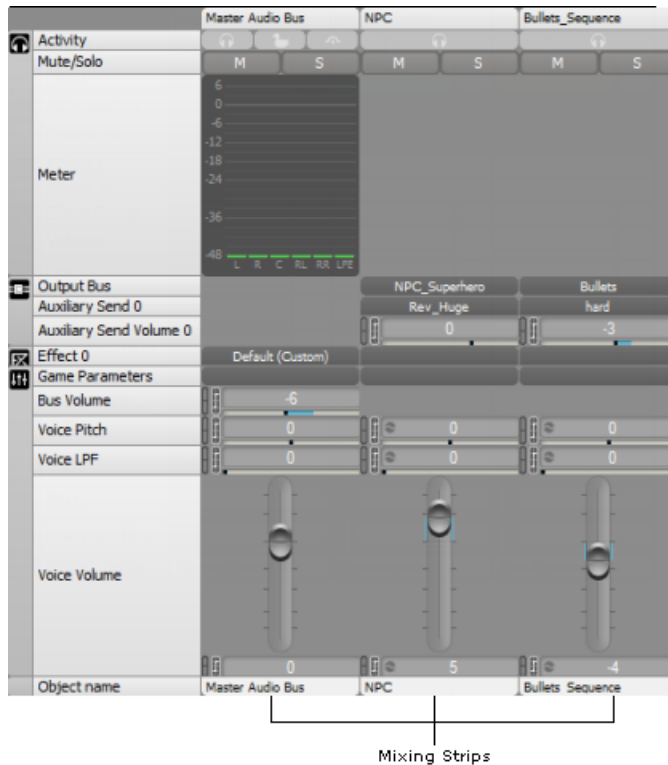 Master Audio Bus NPC Bullets_Sequence
Activity
Mute/Solo M S M S M S
Meter
6
0
-6
-12
-18
-24
-36
-48
L R C RL RR LFE
Output Bus NPC_Superhero Bullets
Auxiliary Send 0 Rev_Huge hard
Auxiliary Send Volume 0 0 -3
Effect 0 Default (Custom)
Game Parameters
Bus Volume -6
Voice Pitch 0 0 0
Voice LPF 0 0 0
Voice Volume
0 5 -4
Object name Master Audio Bus NPC Bullets Sequence
Mixing Strips